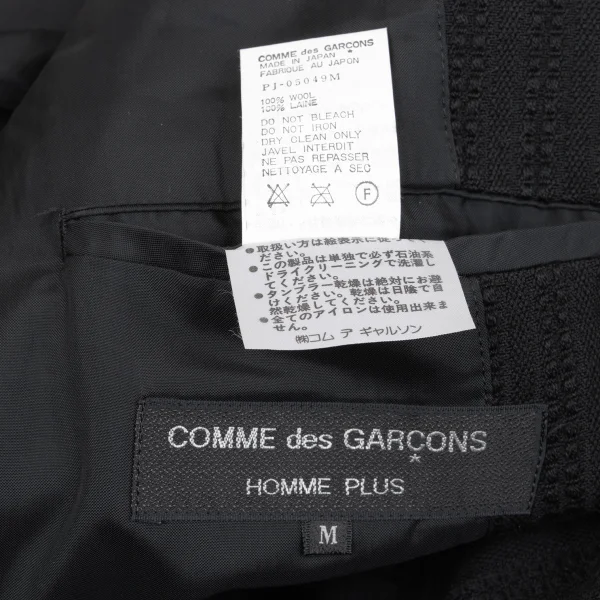 COMME des GARÇONS
MADE IN JAPAN
FABRIQUE AU JAPON
PJ-05049M
100% WOOL
100% LAINE
DO NOT BLEACH
DO NOT IRON
DRY CLEAN ONLY
JAVEL INTERDIT
NE PAS REPASSER
NETTOYAGE A SEC
F
●取扱い方は絵表示に従って
ださい。
●この製品は単独で必ず石油系
ドライクリーニングで洗濯し
てください。
●タンブラー乾燥は絶対にお避
けください。乾燥は日陰で自
然乾燥してください。
●全てのアイロンは使用出来ま
せん。
㈱コム デ ギャルソン
COMME des GARÇONS
HOMME PLUS
M